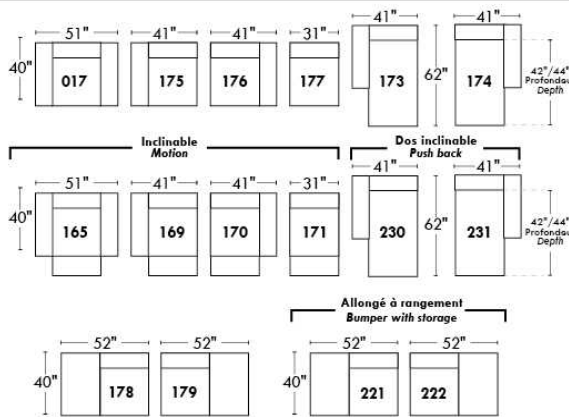 51" 41" 41" 31" 41" 41"
40" 017 175 176 177 173 62" 174 42"/44"
Profondeur
Depth
Inclinable Dos inclinable
Motion Push back
51" 41" 41" 31" 41" 41"
40" 165 169 170 171 230 62" 231 42"/44"
Profondeur
Depth
Allongé à rangement
Bumper with storage
52" 52" 52" 52"
40" 178 179 40" 221 222